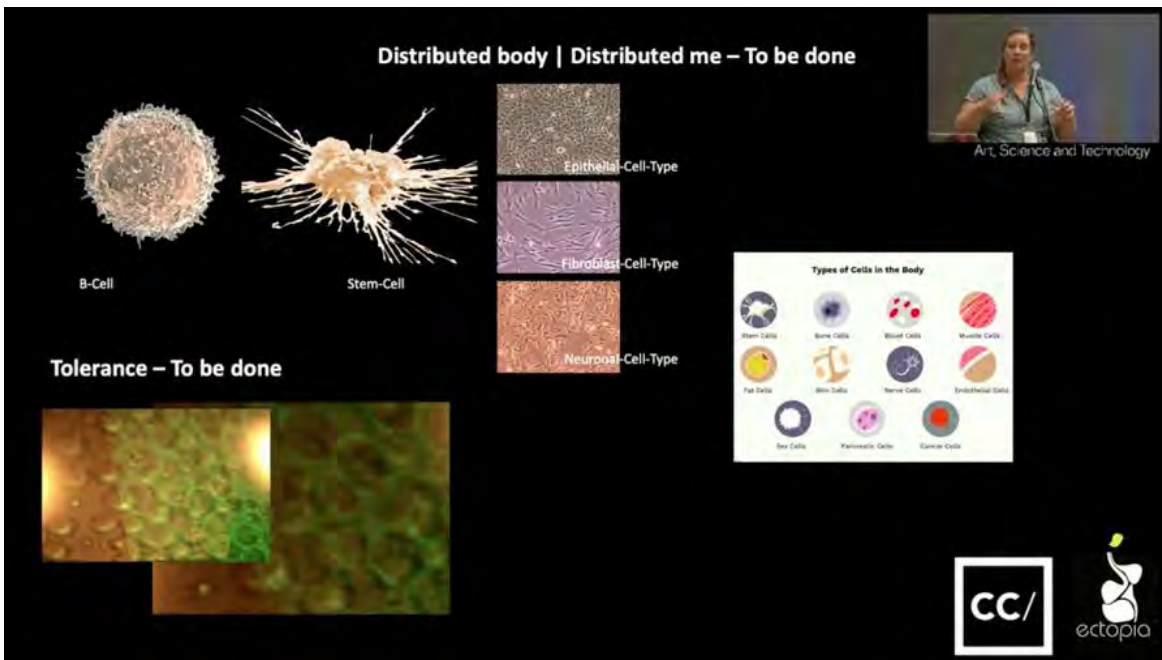 Distributed body | Distributed me – To be done
Art, Science and Technology
Epithelial-Cell-Type
Fibroblast-Cell-Type
Neuronal-Cell-Type
B-Cell
Stem-Cell
Types of Cells in the Body
Stem Cells
Bone Cells
Blood Cells
Muscle Cells
Fat Cells
Skin Cells
Nerve Cells
Endothelial Cells
Sex Cells
Pancreatic Cells
Cancer Cells
Tolerance – To be done
CC/
ectopia